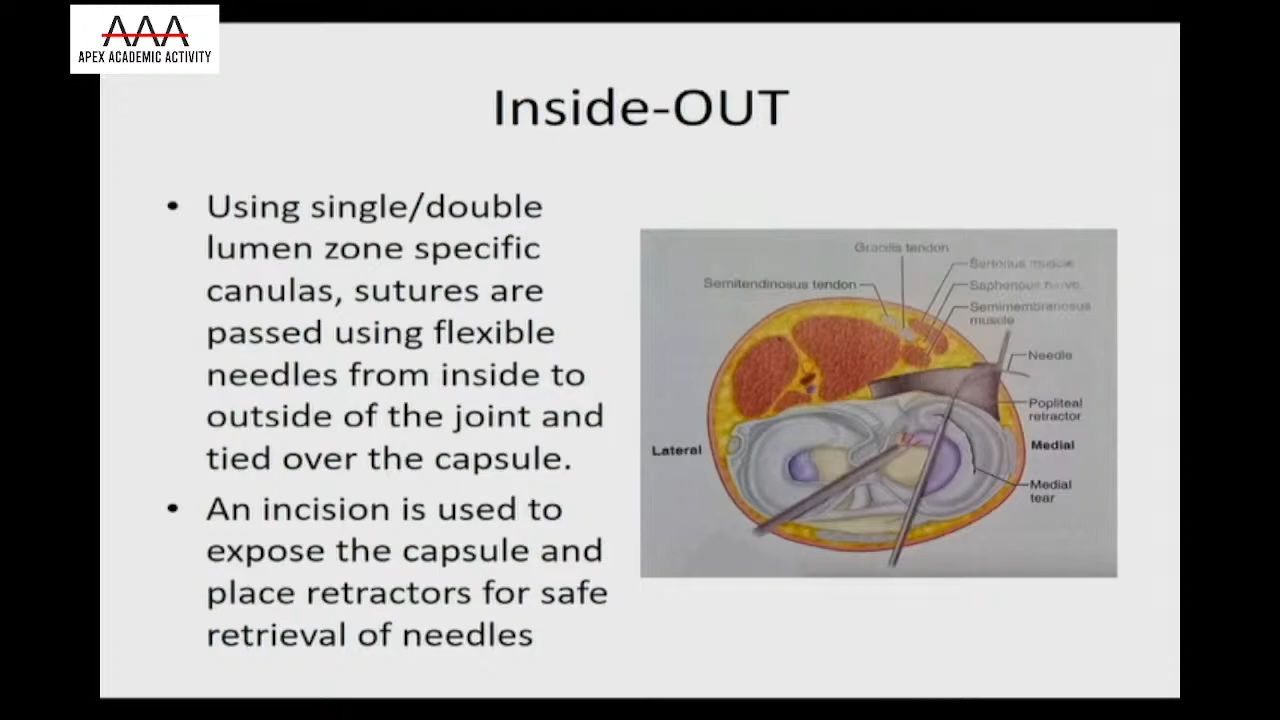 AAA
APEX ACADEMIC ACTIVITY
Inside-OUT
• Using single/double
lumen zone specific
canulas, sutures are
passed using flexible
needles from inside to
outside of the joint and
tied over the capsule.
• An incision is used to
expose the capsule and
place retractors for safe
retrieval of needles
Gracilis tendon
Sartorius muscle
Semitendinosus tendon
Saphenous nerve
Semimembranosus
muscle
Needle
Popliteal
retractor
Lateral
Medial
Medial
tear